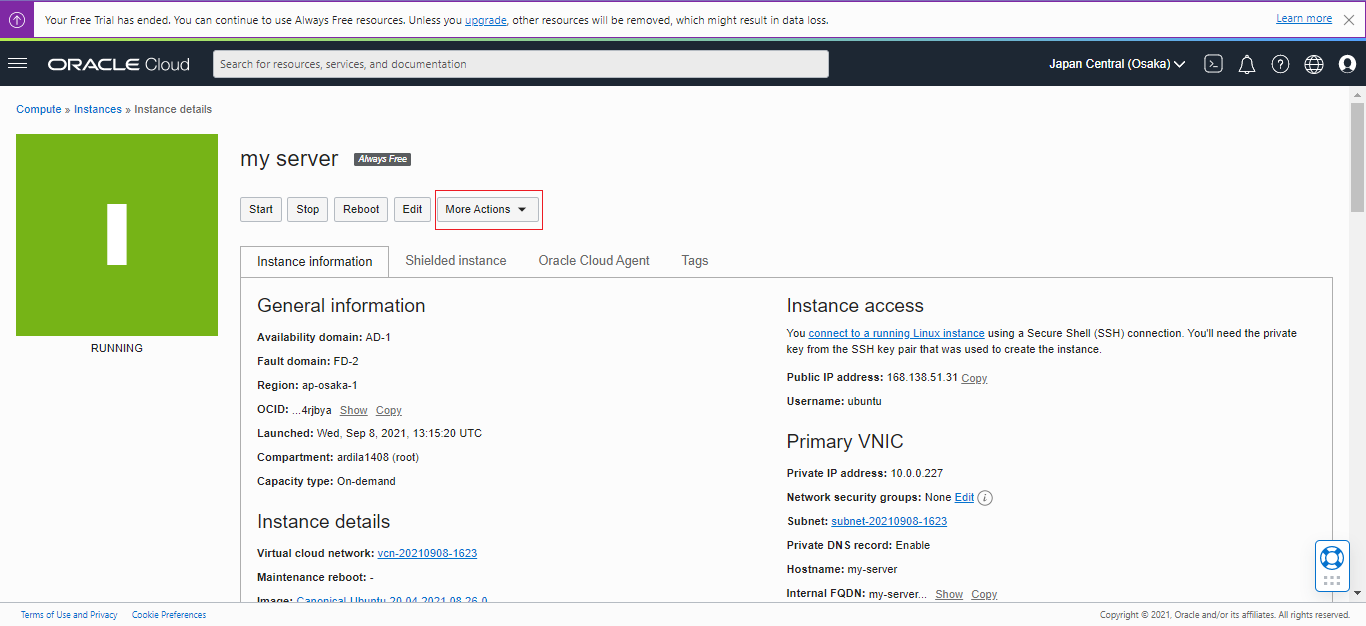 Your Free Trial has ended. You can continue to use Always Free resources. Unless you upgrade, other resources will be removed, which might result in data loss.
Learn more
ORACLE Cloud
Search for resources, services, and documentation
Japan Central (Osaka)
Compute » Instances » Instance details
my server
Always Free
Start
Stop
Reboot
Edit
More Actions
RUNNING
Instance information
Shielded instance
Oracle Cloud Agent
Tags
General information
Availability domain: AD-1
Fault domain: FD-2
Region: ap-osaka-1
OCID: ...4rjbya Show Copy
Launched: Wed, Sep 8, 2021, 13:15:20 UTC
Compartment: ardila1408 (root)
Capacity type: On-demand
Instance details
Virtual cloud network: vcn-20210908-1623
Maintenance reboot: -
Image: Canonical-Ubuntu-20.04-2021.08.26-0
Instance access
You connect to a running Linux instance using a Secure Shell (SSH) connection. You'll need the private
key from the SSH key pair that was used to create the instance.
Public IP address: 168.138.51.31 Copy
Username: ubuntu
Primary VNIC
Private IP address: 10.0.0.227
Network security groups: None Edit
Subnet: subnet-20210908-1623
Private DNS record: Enable
Hostname: my-server
Internal FQDN: my-server... Show Copy
Terms of Use and Privacy
Cookie Preferences
Copyright © 2021, Oracle and/or its affiliates. All rights reserved.